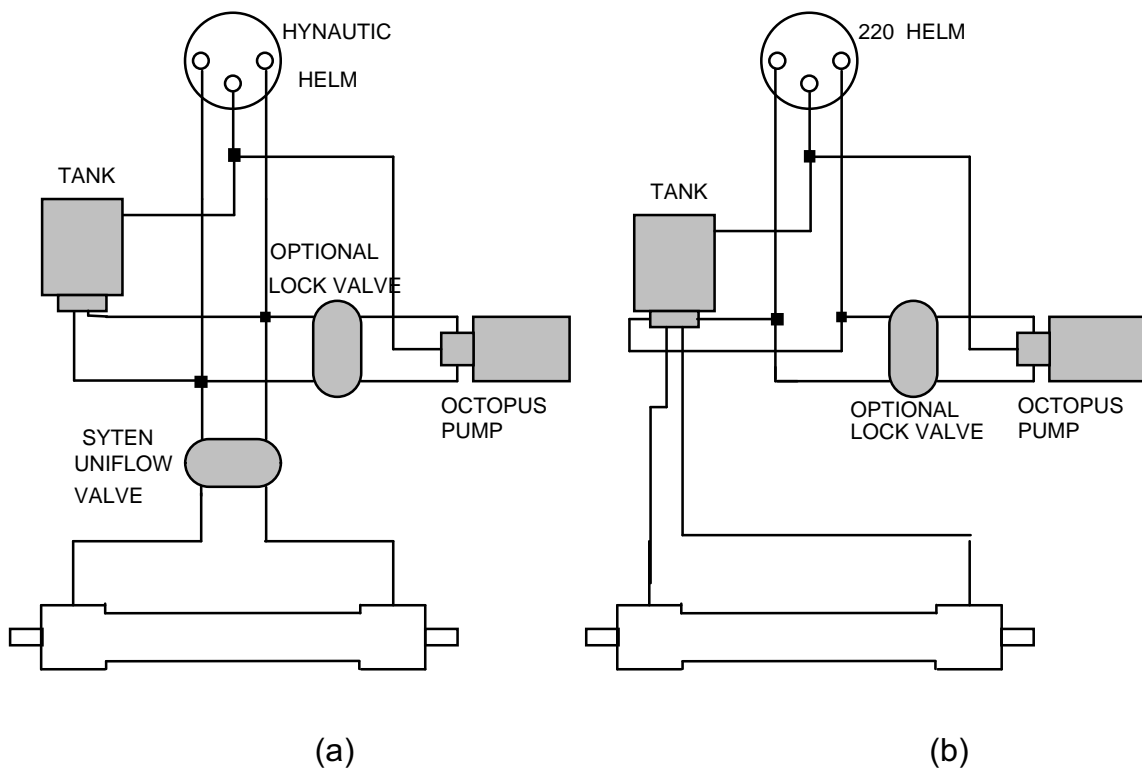 HYNAUTIC
HELM
TANK
OPTIONAL
LOCK VALVE
OCTOPUS
PUMP
SYTEN
UNIFLOW
VALVE
(a)
220 HELM
TANK
OPTIONAL
LOCK VALVE
OCTOPUS
PUMP
(b)